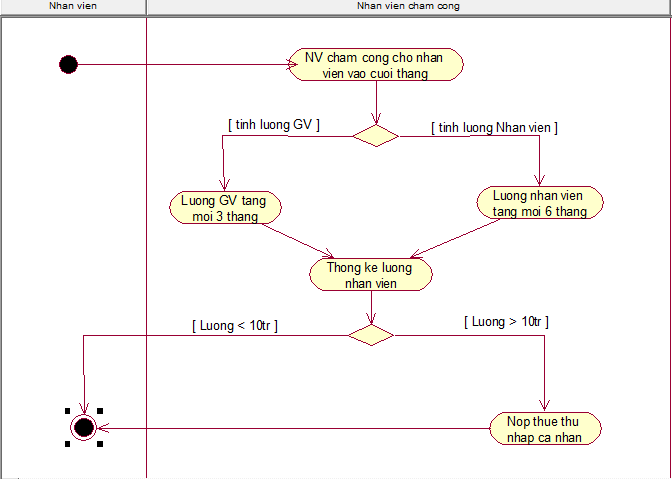 Nhan vien
Nhan vien cham cong
NV cham cong cho nhan
vien vao cuoi thang
[ tinh luong GV ]
[ tinh luong Nhan vien ]
Luong GV tang
moi 3 thang
Luong nhan vien
tang moi 6 thang
Thong ke luong
nhan vien
[ Luong < 10tr ]
[ Luong > 10tr ]
Nop thue thu
nhap ca nhan